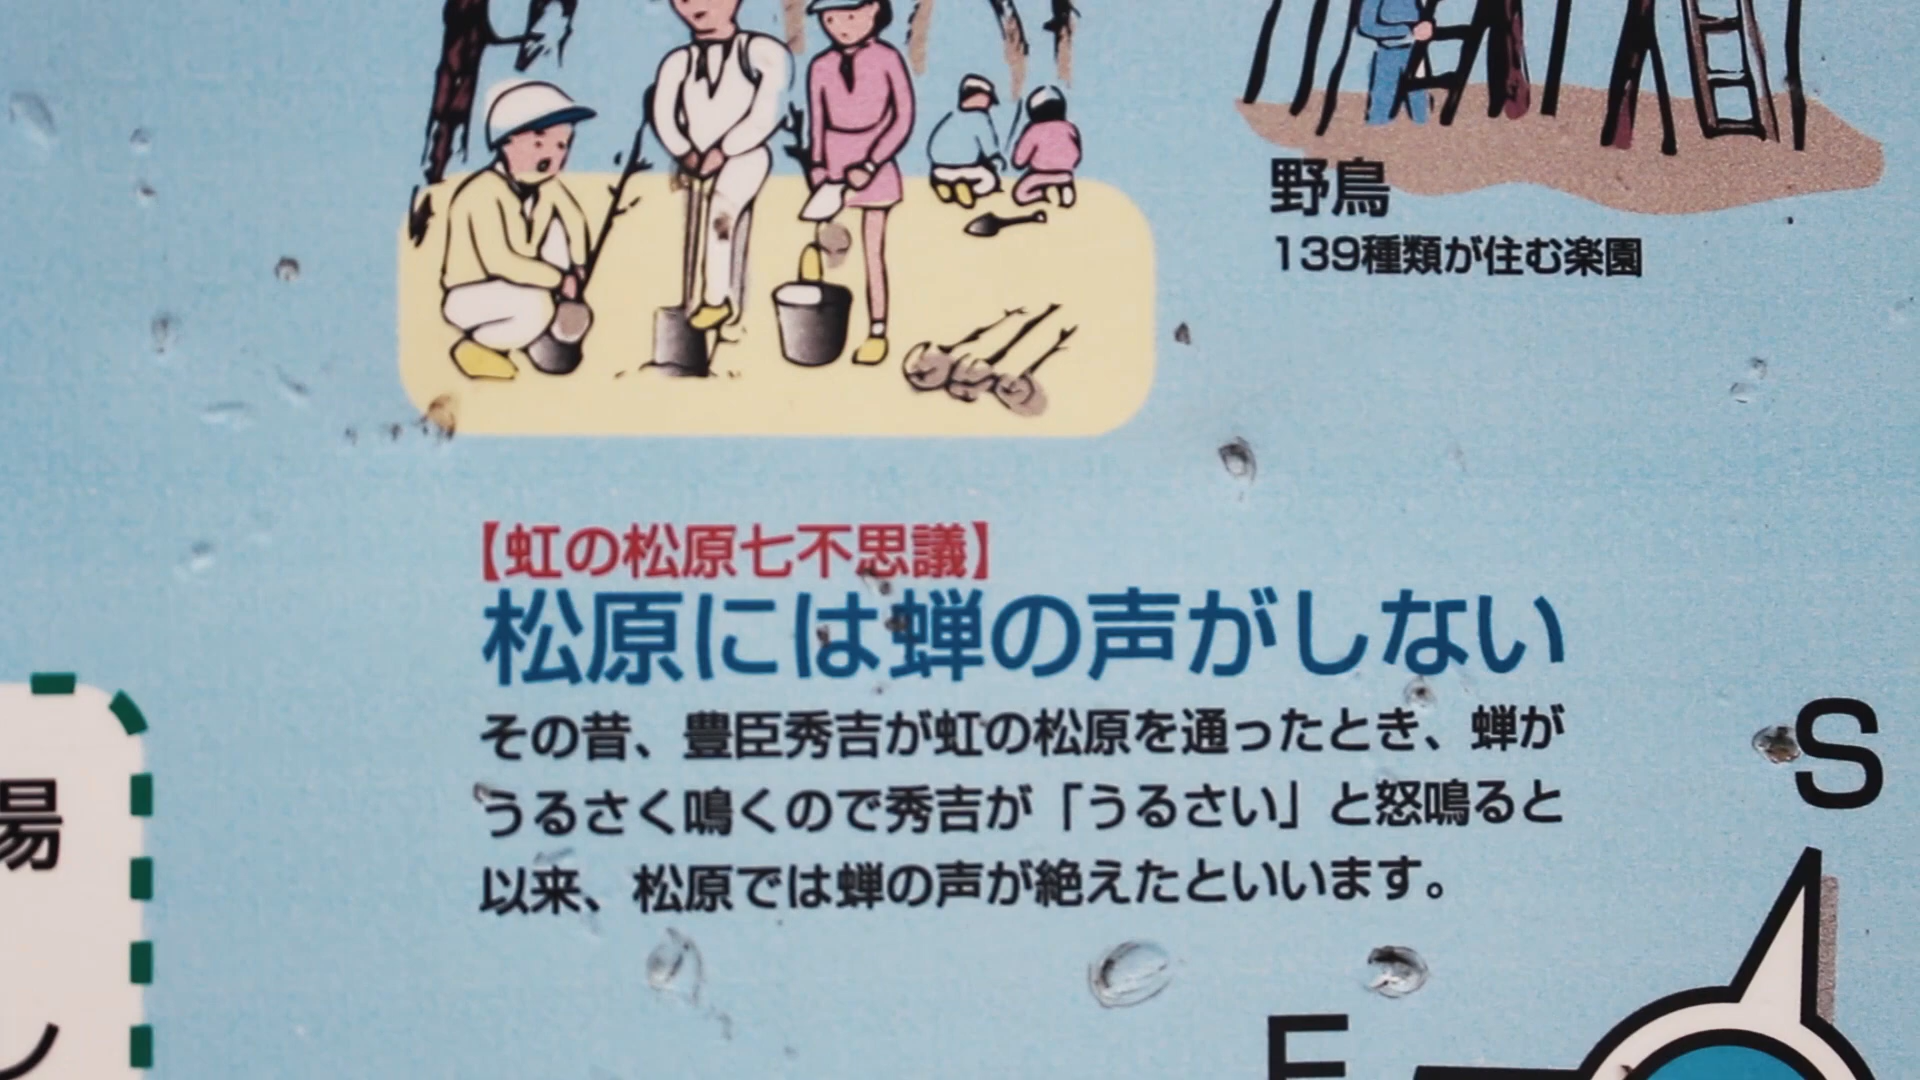 野鳥
139種類が住む楽園
【虹の松原七不思議】
松原には蝉の声がしない
その昔、豊臣秀吉が虹の松原を通ったとき、蝉が
うるさく鳴くので秀吉が「うるさい」と怒鳴ると
以来、松原では蝉の声が絶えたといいます。
S
E
場
し